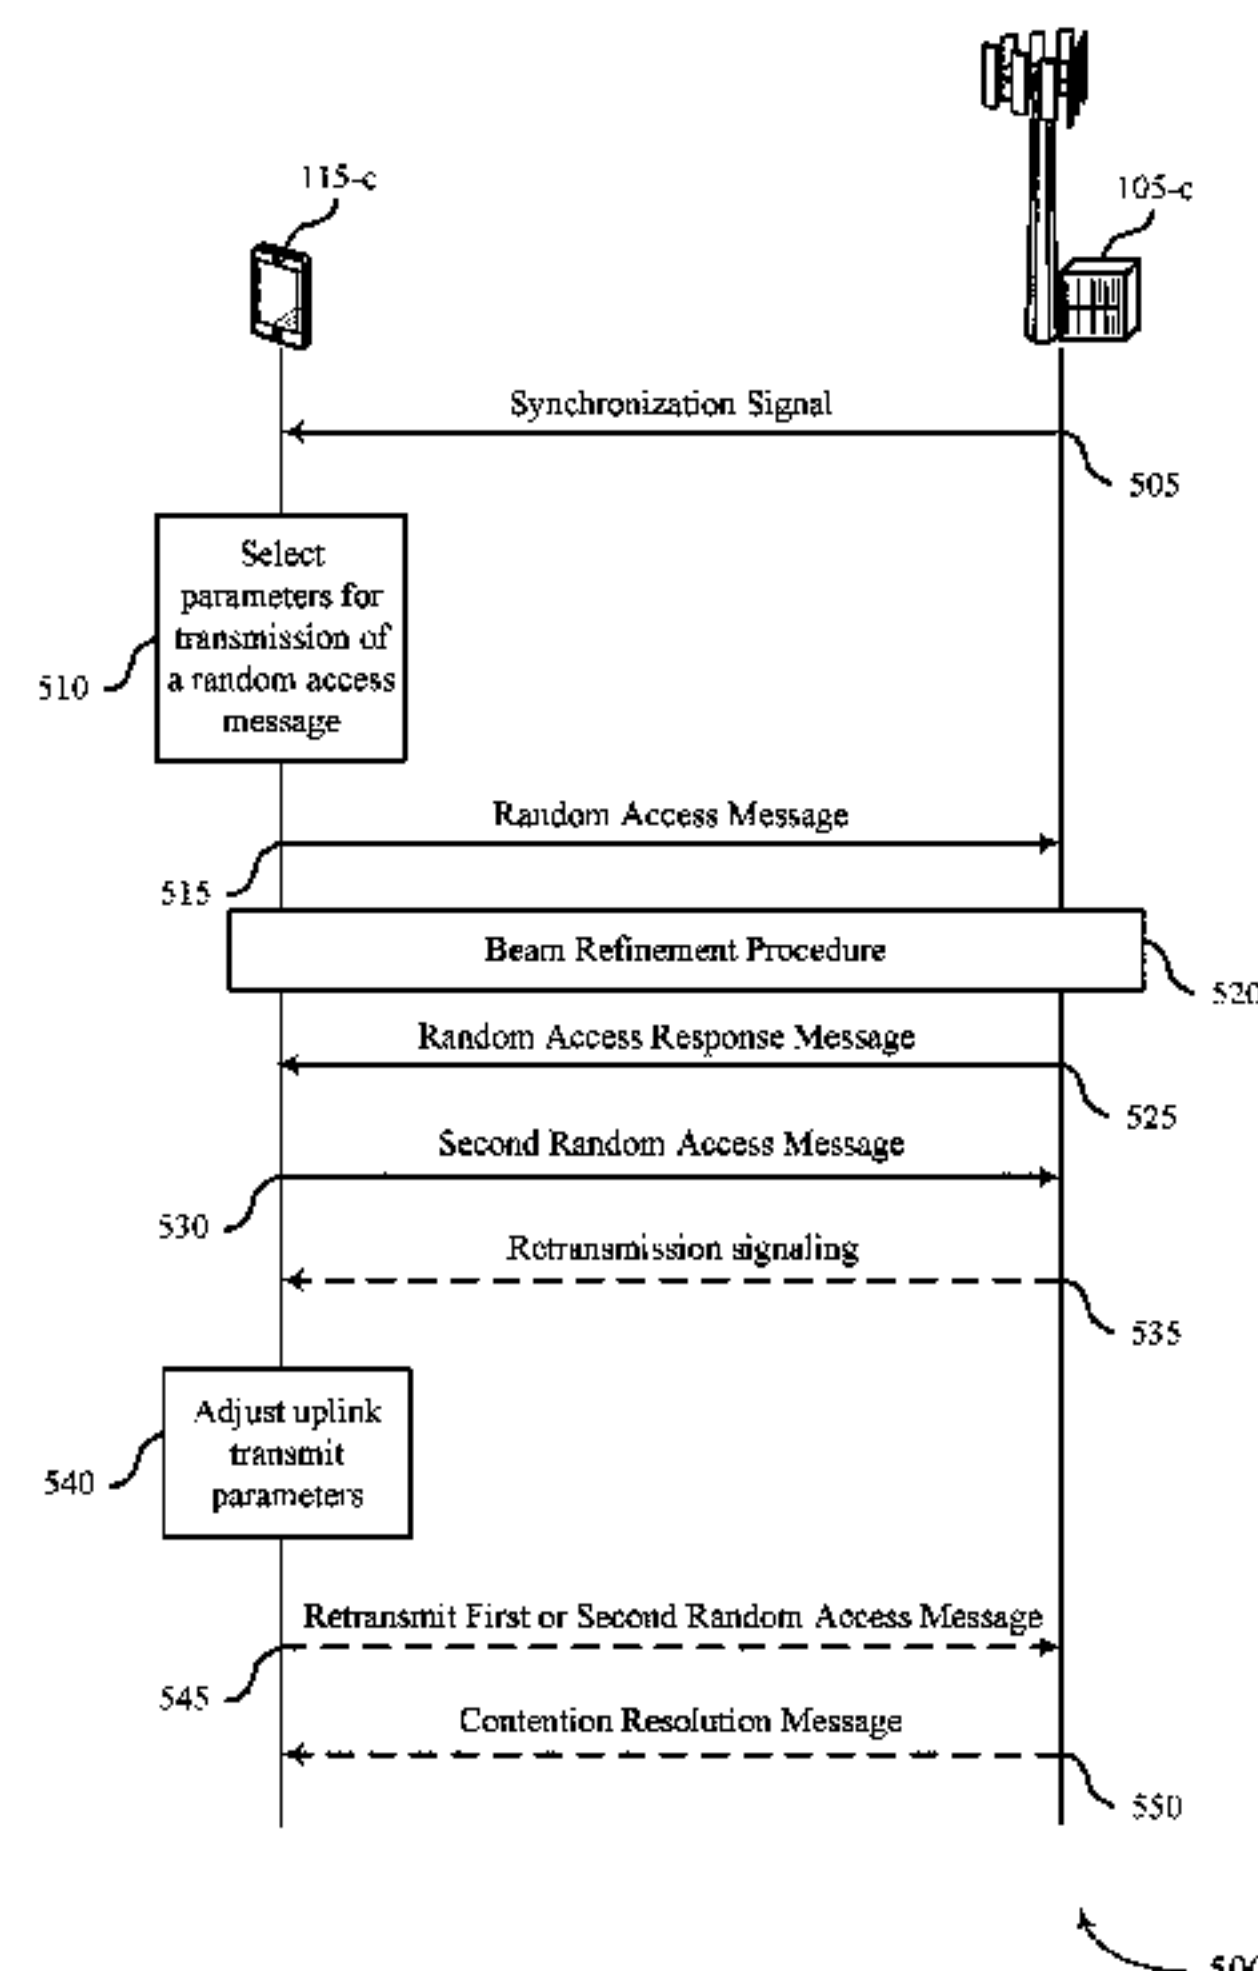 115-c
105-c
Synchronization Signal
505
Select
parameters for
transmission of
a random access
message
510
Random Access Message
515
Beam Refinement Procedure
520
Random Access Response Message
525
Second Random Access Message
530
Retransmission signaling
535
Adjust uplink
transmit
parameters
540
Retransmit First or Second Random Access Message
545
Contention Resolution Message
550